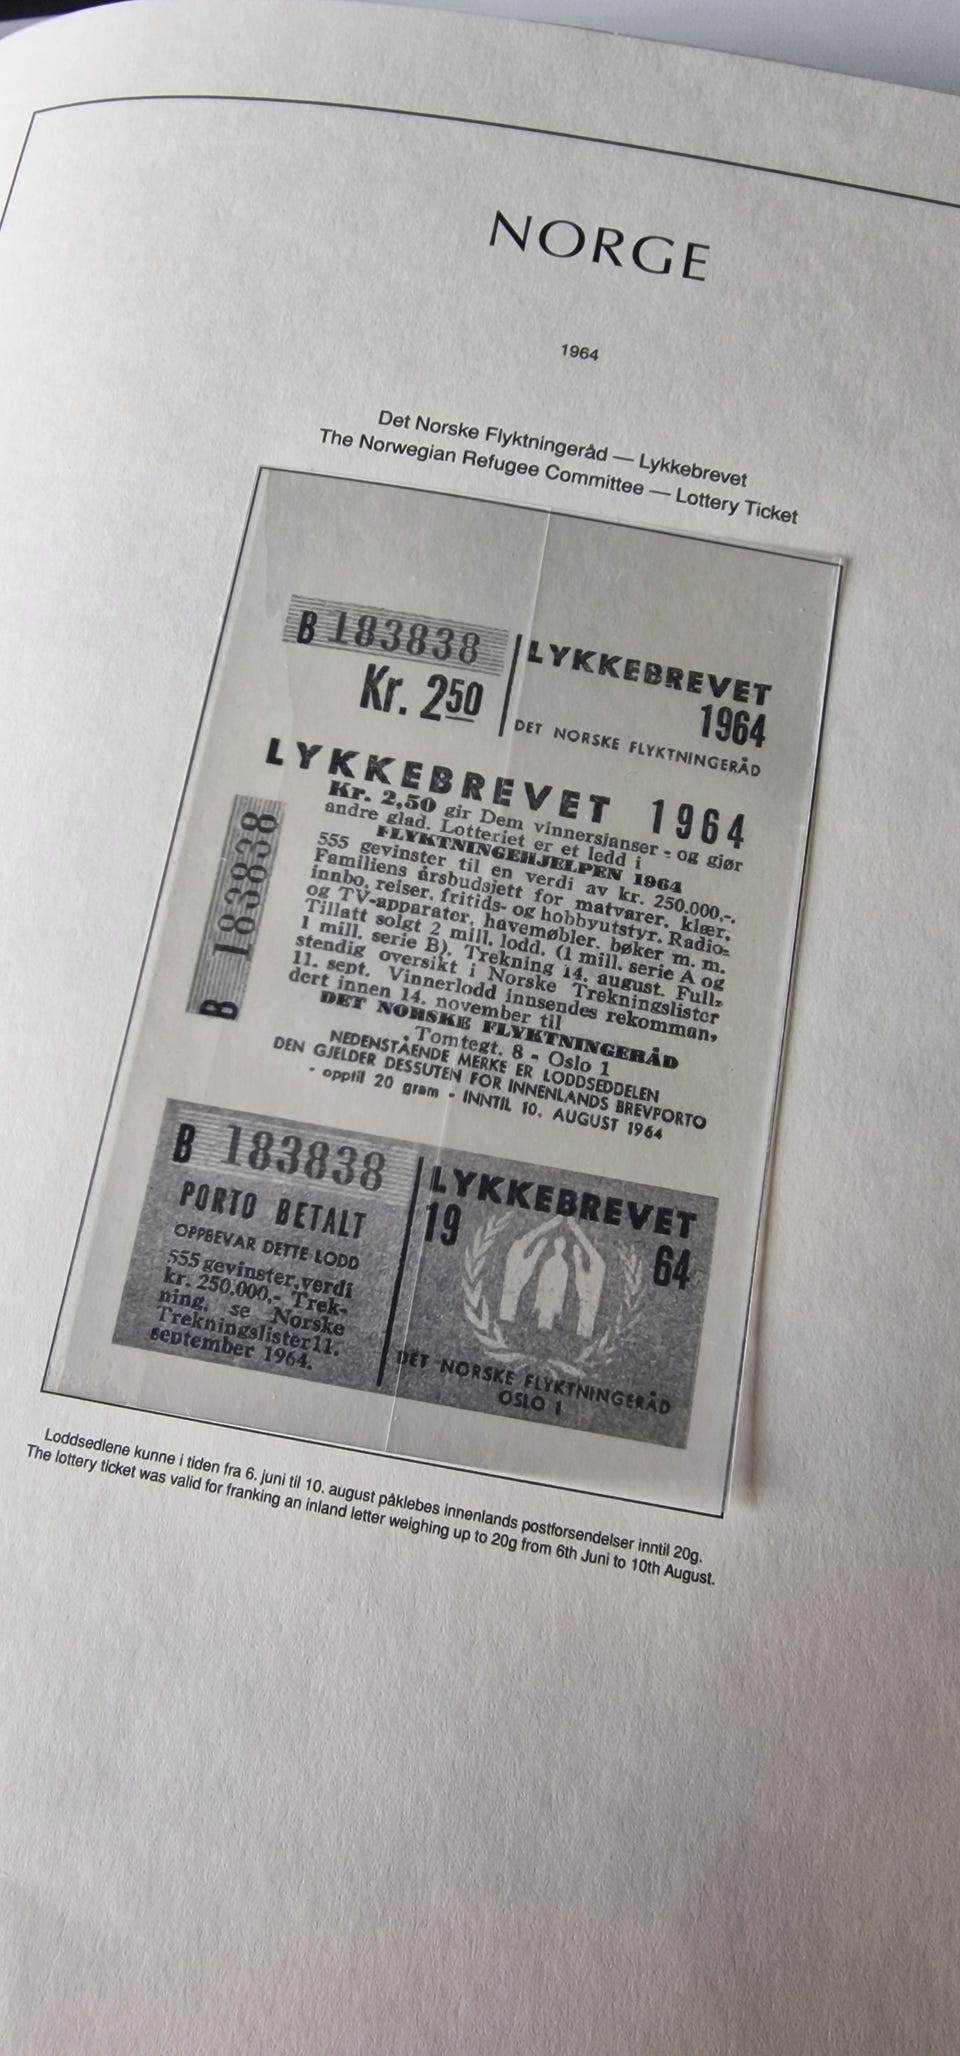 NORGE
1964
Det Norske Flyktningeråd — Lykkebrevet
The Norwegian Refugee Committee — Lottery Ticket
B 183838
Kr. 250
LYKKEBREVET
1964
DET NORSKE FLYKTNINGERÅD
LYKKEBREVET 1964
Kr. 2,50 gir Dem vinnersjanser - og gjør
andre glad. Lotteriet er et ledd i
FLYKTNINGEHJELPEN 1964
555 gevinster til en verdi av kr. 250.000,-.
Familiens årsbudsjett for matvarer, klær,
innbo, reiser, fritids- og hobbyutstyr. Radio-
og TV-apparater, havemøbler, bøker m. m.
Tillatt solgt 2 mill. lodd. (1 mill. serie A og
1 mill. serie B). Trekning 14. august. Full-
stendig oversikt i Norske Trekningslister
11. sept. Vinnerlodd innsendes rekomman-
dert innen 14. november til
DET NORSKE FLYKTNINGERÅD
Tomtegt. 8 - Oslo 1
NEDENSTÅENDE MERKE ER LODDSEDDELEN
DEN GJELDER DESSUTEN FOR INNENLANDS BREVPORTO
- opptil 20 gram - INNTIL 10. AUGUST 1964
B 183838
B 183838
PORTO BETALT
OPPBEVAR DETTE LODD
555 gevinster, verdi
kr. 250.000,- Trek-
ning, se Norske
Trekningslister 11.
september 1964.
LYKKEBREVET
19
64
DET NORSKE FLYKTNINGERÅD
OSLO 1
Loddsedlene kunne i tiden fra 6. juni til 10. august påklebes innenlands postforsendelser inntil 20g.
The lottery ticket was valid for franking an inland letter weighing up to 20g from 6th Juni to 10th August.